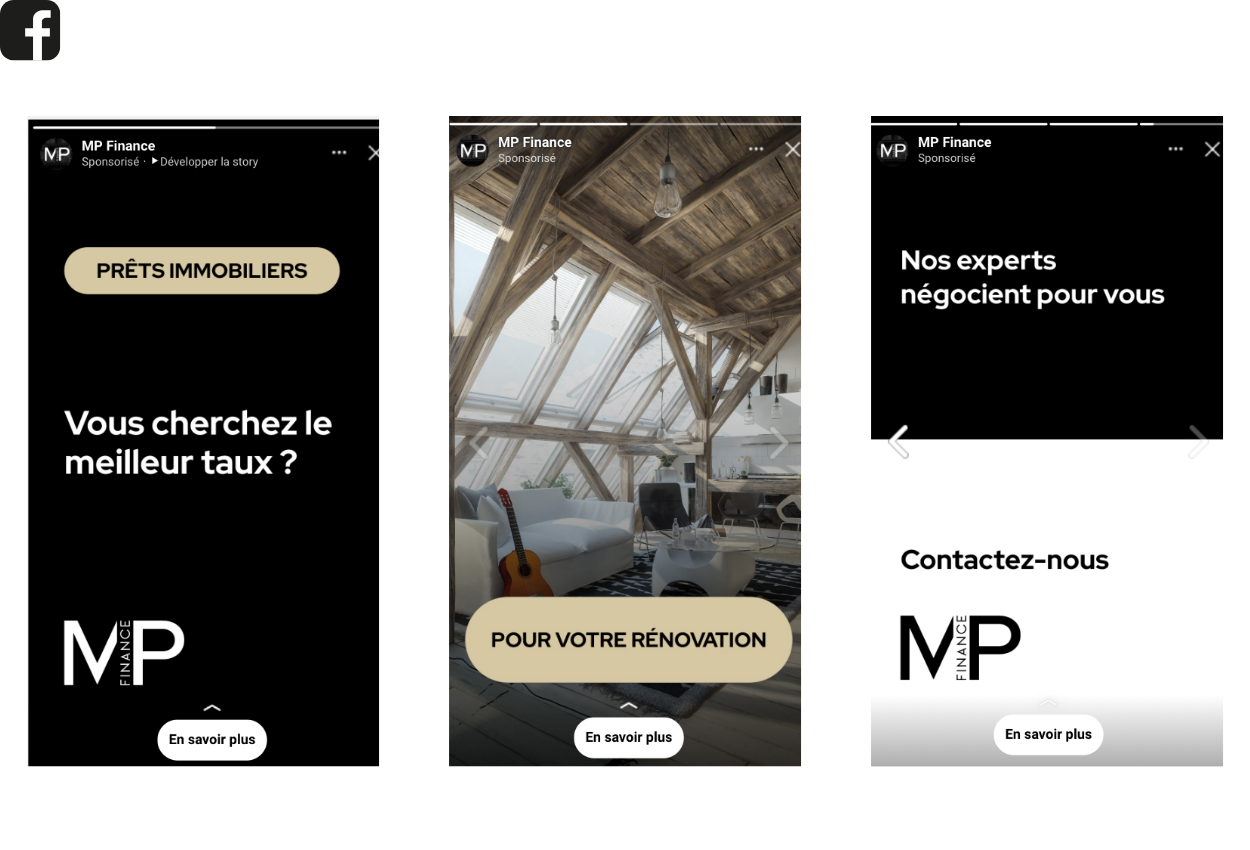 MP Finance
Sponsorisé · Développer la story
PRÊTS IMMOBILIERS
Vous cherchez le
meilleur taux ?
MP FINANCE
En savoir plus
MP Finance
Sponsorisé
POUR VOTRE RÉNOVATION
En savoir plus
MP Finance
Sponsorisé
Nos experts
négocient pour vous
Contactez-nous
MP FINANCE
En savoir plus